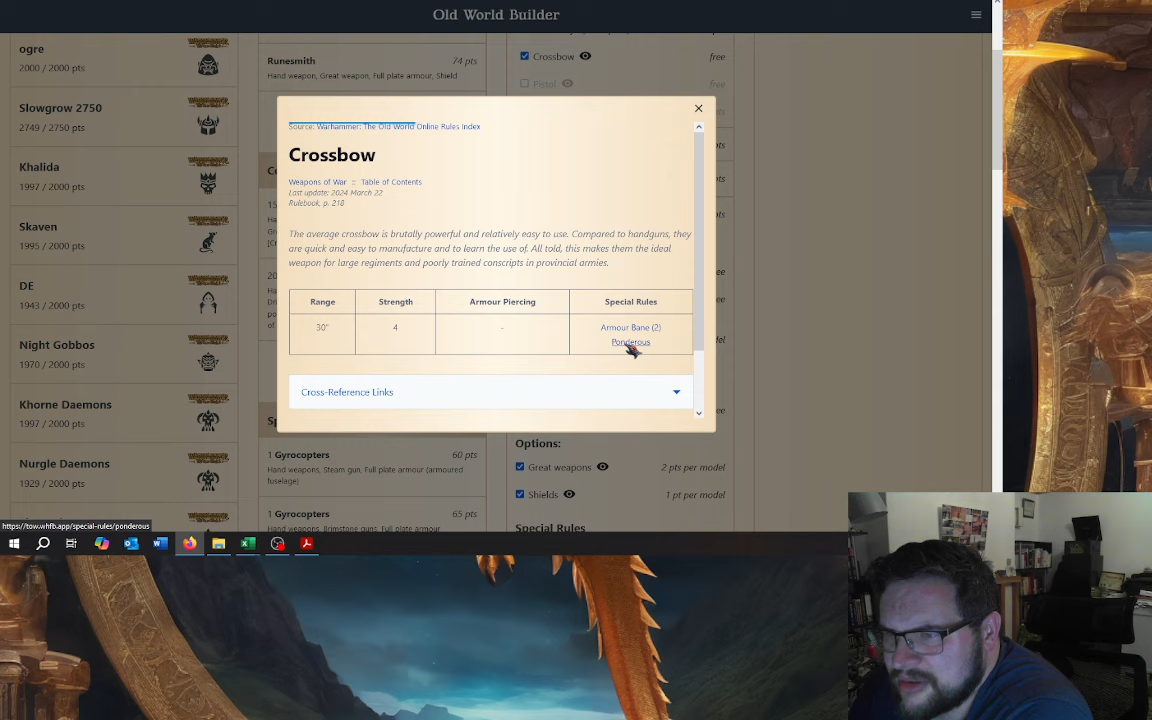 Old World Builder
ogre
2000 / 2000 pts
Slowgrow 2750
2749 / 2750 pts
Khalida
1997 / 2000 pts
Skaven
1995 / 2000 pts
DE
1943 / 2000 pts
Night Gobbos
1970 / 2000 pts
Khorne Daemons
1997 / 2000 pts
Nurgle Daemons
1929 / 2000 pts
Runesmith 74 pts
Hand weapon, Great weapon, Full plate armour, Shield
Crossbow free
Pistol free
Source: Warhammer: The Old World Online Rules Index
Crossbow
Weapons of War :: Table of Contents
Last update: 2024 March 22
Rulebook, p. 218
The average crossbow is brutally powerful and relatively easy to use. Compared to handguns, they
are quick and easy to manufacture and to learn the use of. All told, this makes them the ideal
weapon for large regiments and poorly trained conscripts in provincial armies.
Range Strength Armour Piercing Special Rules
30" 4 - Armour Bane (2)
Ponderous
Cross-Reference Links
1 Gyrocopters 60 pts
Hand weapons, Steam gun, Full plate armour (armoured
fuselage)
1 Gyrocopters 65 pts
Hand weapons, Brimstone guns, Full plate armour
Options:
Great weapons 2 pts per model
Shields 1 pt per model
Special Rules
https://tow.whfb.app/special-rules/ponderous